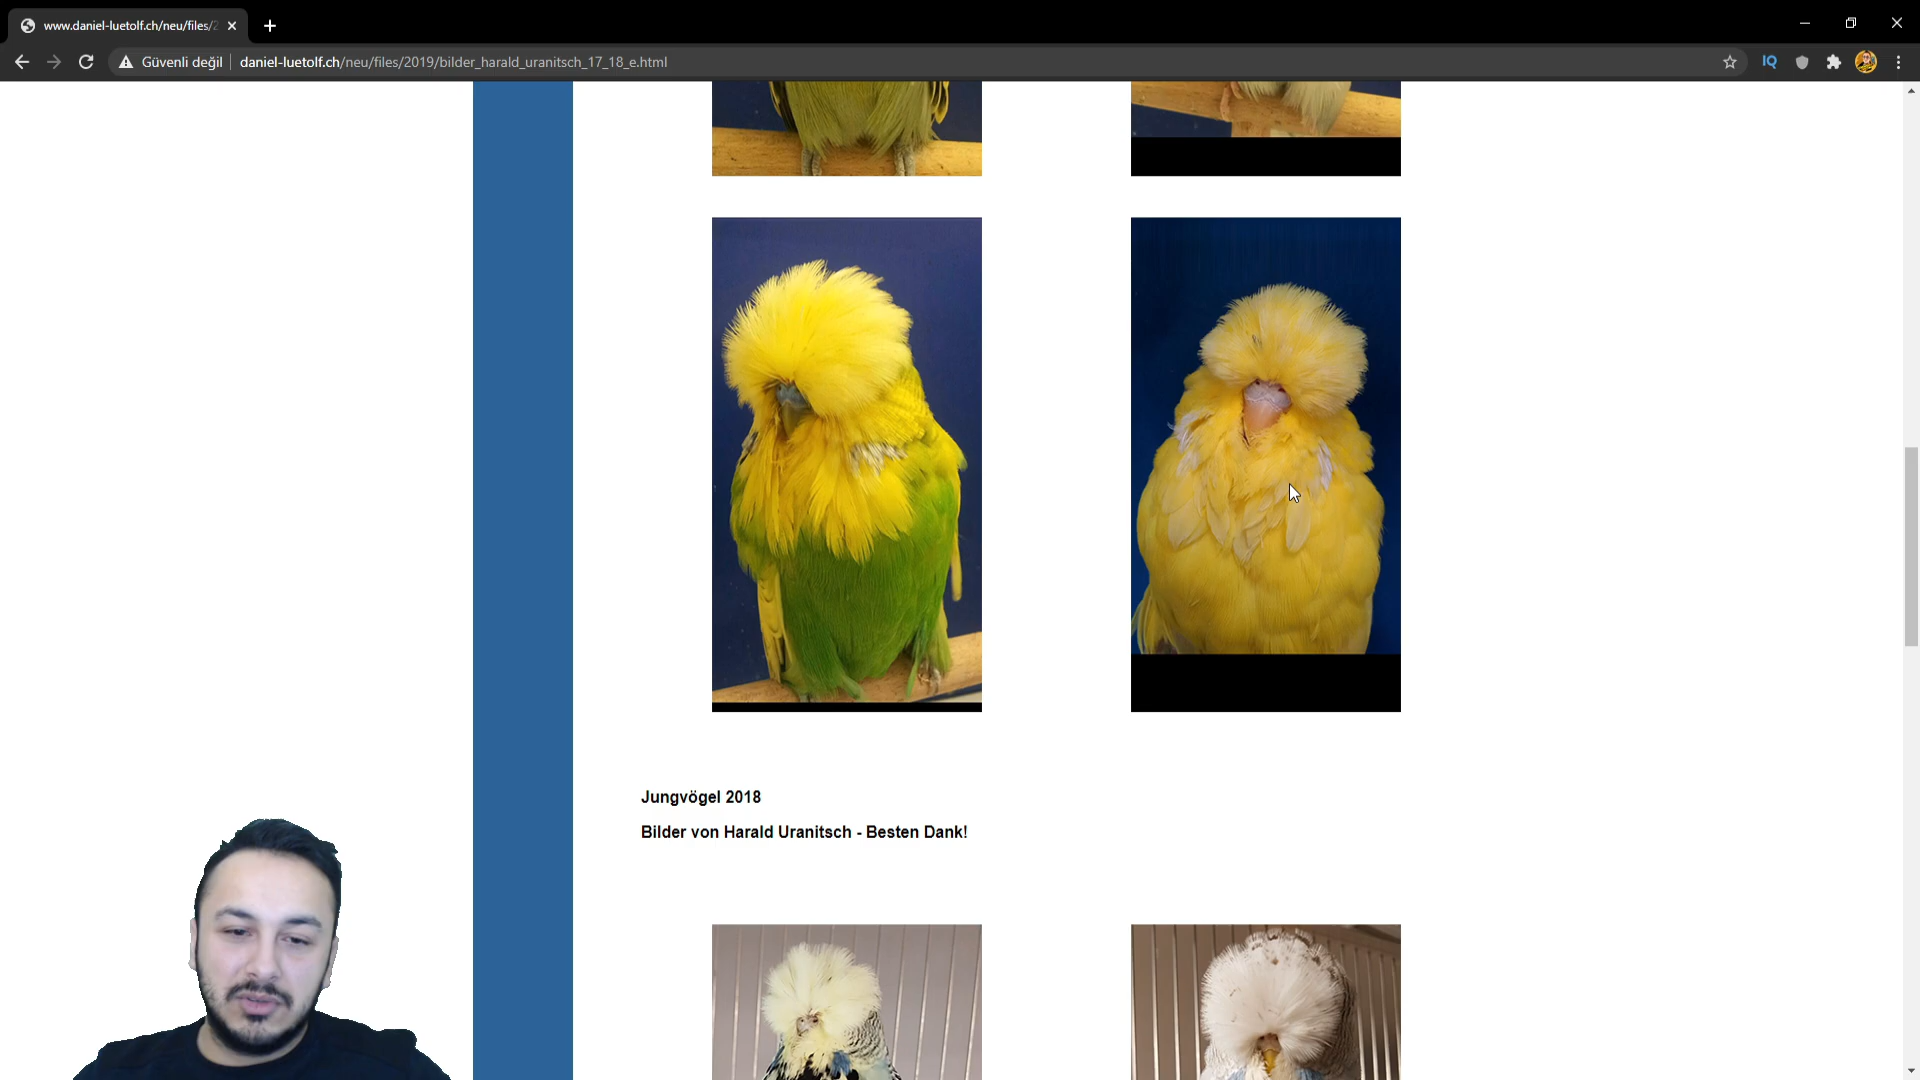 www.daniel-luetolf.ch/neu/files/2
Güvenli değil
daniel-luetolf.ch/neu/files/2019/bilder_harald_uranitsch_17_18_e.html
IQ
Jungvögel 2018
Bilder von Harald Uranitsch - Besten Dank!